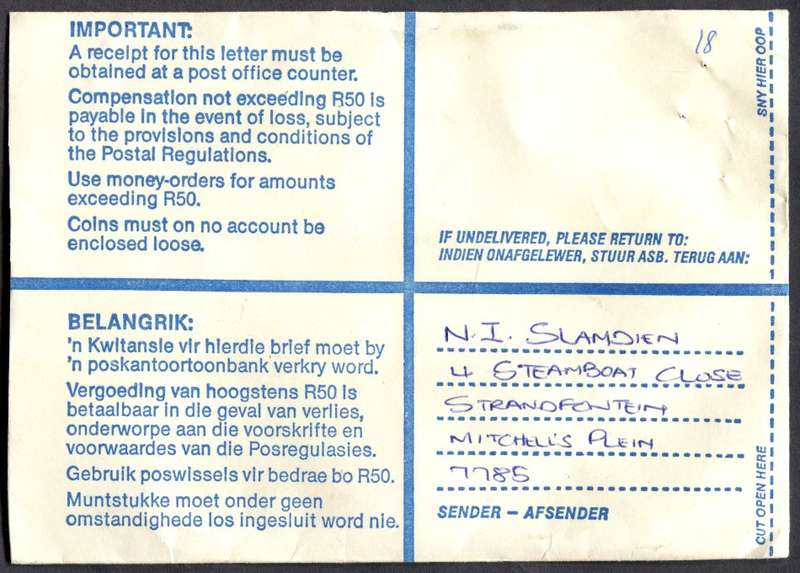 IMPORTANT:
A receipt for this letter must be
obtained at a post office counter.
Compensation not exceeding R50 is
payable in the event of loss, subject
to the provisions and conditions of
the Postal Regulations.
Use money-orders for amounts
exceeding R50.
Coins must on no account be
enclosed loose.
18
SNY HIER OOP
IF UNDELIVERED, PLEASE RETURN TO:
INDIEN ONAFGELEWER, STUUR ASB. TERUG AAN:
BELANGRIK:
'n Kwitansie vir hierdie brief moet by
'n poskantoortoonbank verkry word.
Vergoeding van hoogstens R50 is
betaalbaar in die geval van verlies,
onderworpe aan die voorskrifte en
voorwaardes van die Posregulasies.
Gebruik poswissels vir bedrae bo R50.
Muntstukke moet onder geen
omstandighede los ingesluit word nie.
N.I. SLAMDIEN
4 STEAMBOAT CLOSE
STRANDFONTEIN
MITCHELL'S PLEIN
7785
SENDER – AFSENDER
CUT OPEN HERE